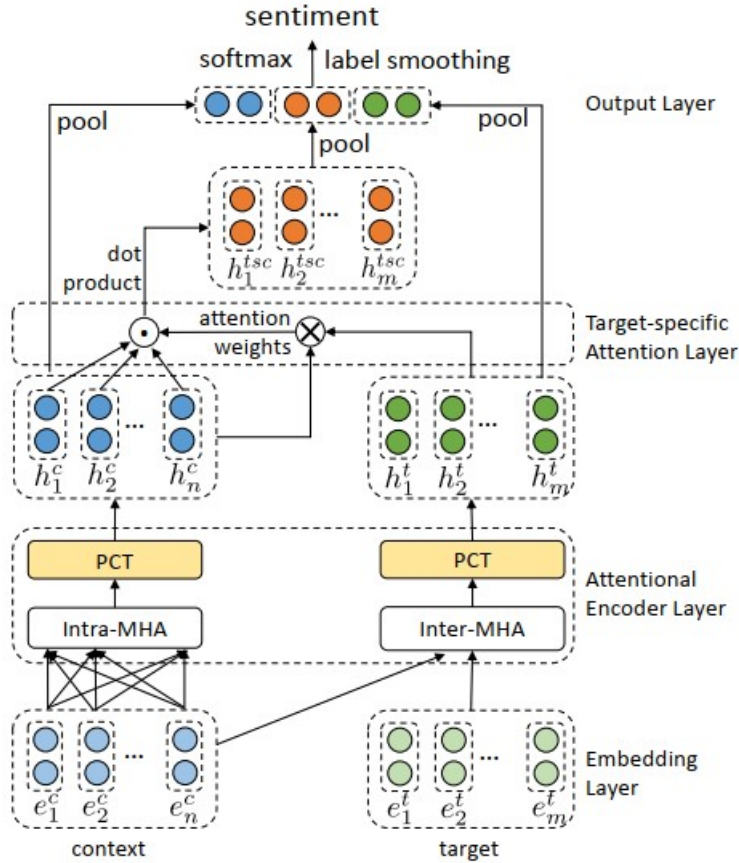 sentiment
softmax label smoothing
Output Layer
pool pool
pool
...
h_1^{tsc} h_2^{tsc} h_m^{tsc}
dot
product
attention
weights
Target-specific
Attention Layer
... ...
h_1^c h_2^c h_n^c h_1^t h_2^t h_m^t
PCT PCT
Attentional
Encoder Layer
Intra-MHA Inter-MHA
... ...
Embedding
Layer
e_1^c e_2^c e_n^c e_1^t e_2^t e_m^t
context target